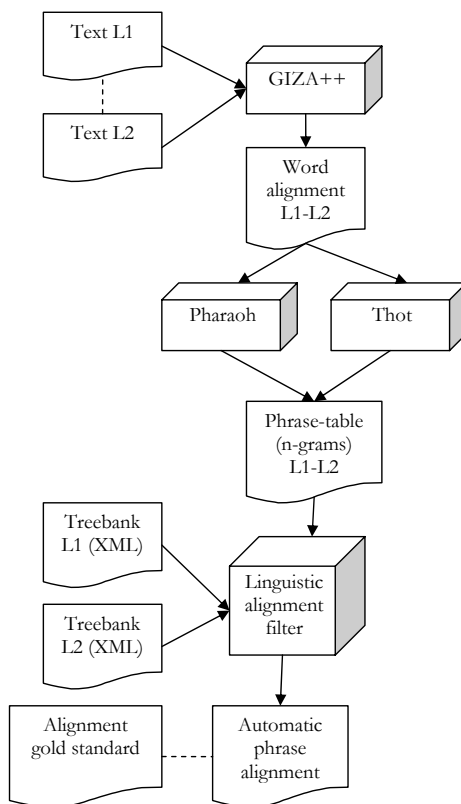 Text L1
GIZA++
Text L2
Word
alignment
L1-L2
Pharaoh
Thot
Phrase-table
(n-grams)
L1-L2
Treebank
L1 (XML)
Linguistic
alignment
filter
Treebank
L2 (XML)
Alignment
gold standard
Automatic
phrase
alignment